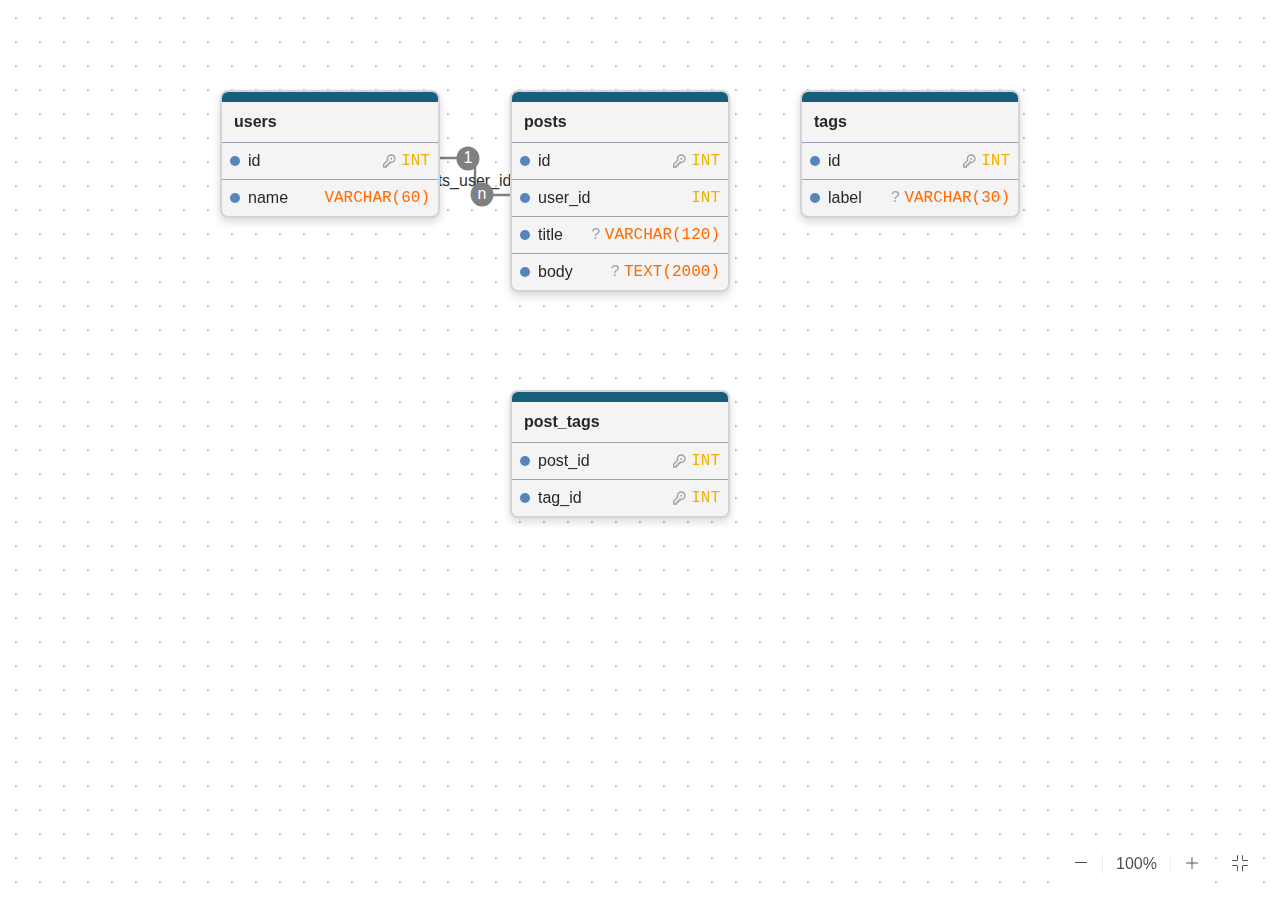 users
id INT
name VARCHAR(60)
1
ts_user_id
n
posts
id INT
user_id INT
title ? VARCHAR(120)
body ? TEXT(2000)
tags
id INT
label ? VARCHAR(30)
post_tags
post_id INT
tag_id INT
100%